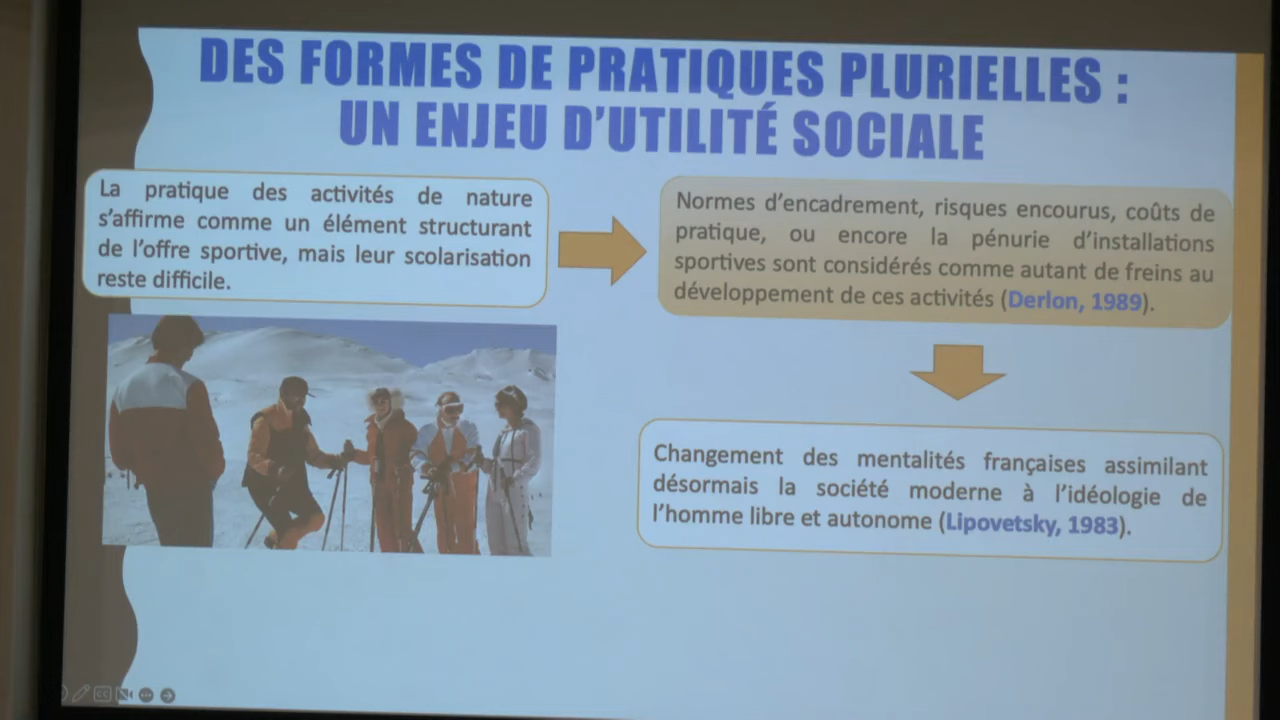 DES FORMES DE PRATIQUES PLURIELLES :
UN ENJEU D'UTILITÉ SOCIALE
La pratique des activités de nature
s'affirme comme un élément structurant
de l'offre sportive, mais leur scolarisation
reste difficile.
Normes d'encadrement, risques encourus, coûts de
pratique, ou encore la pénurie d'installations
sportives sont considérés comme autant de freins au
développement de ces activités (Derlon, 1989).
Changement des mentalités françaises assimilant
désormais la société moderne à l'idéologie de
l'homme libre et autonome (Lipovetsky, 1983).